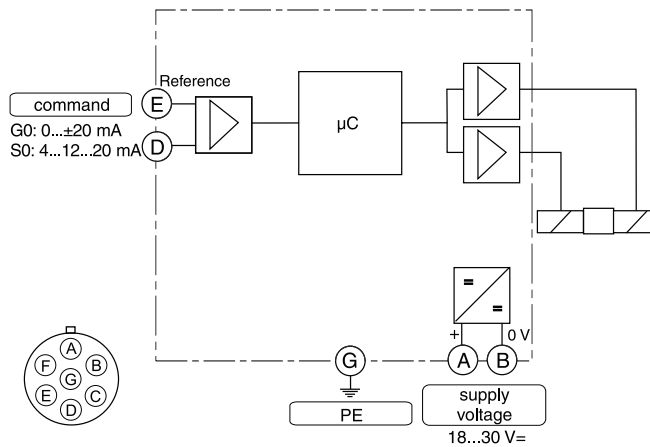 Reference
command
E
G0: 0...±20 mA
S0: 4...12...20 mA
D
µC
=
=
+
0 V
A
B
G
PE
supply
voltage
18...30 V=
A
F
B
G
E
C
D